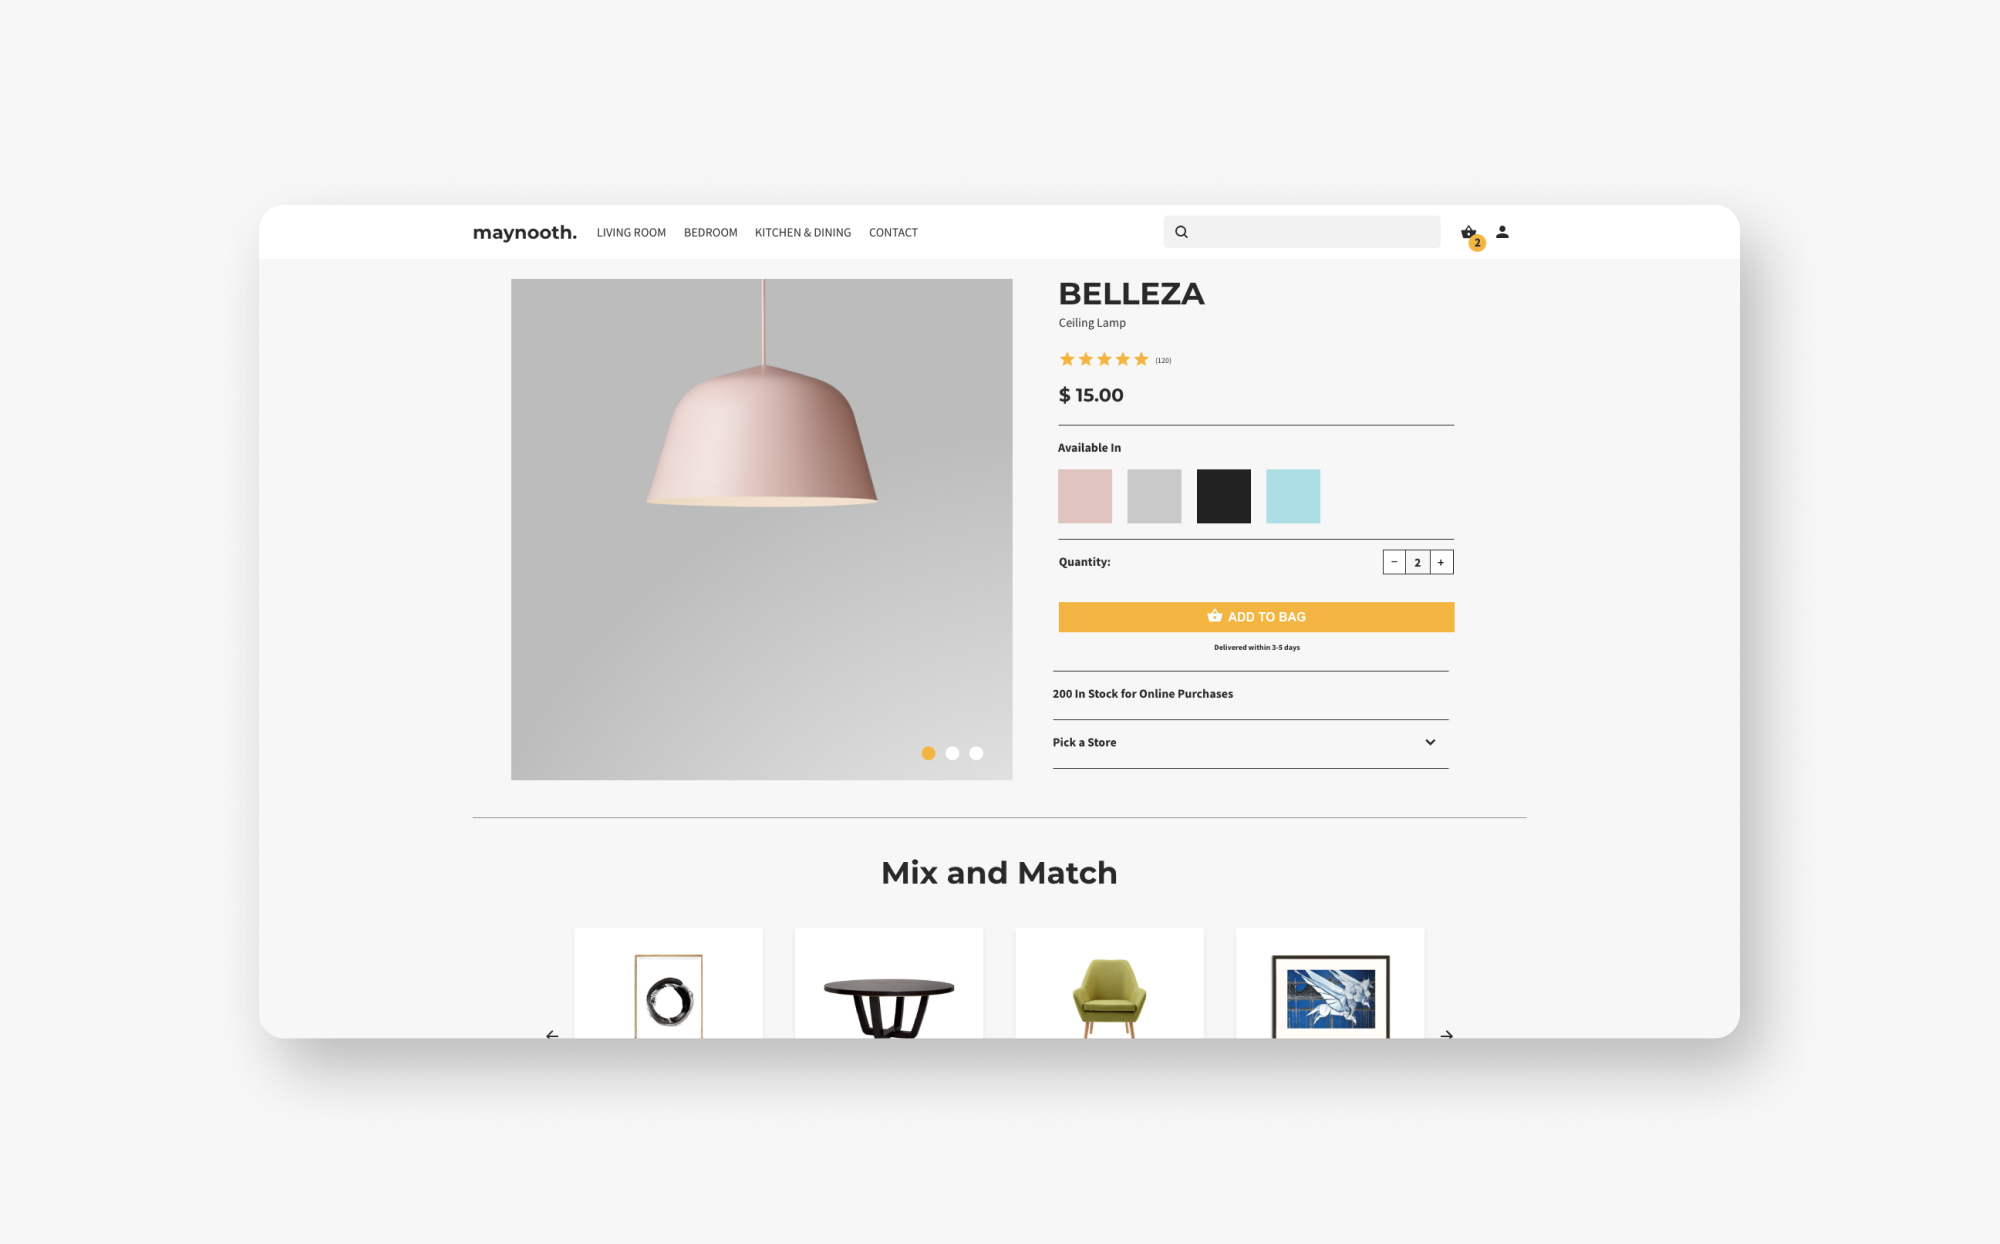 maynooth. LIVING ROOM BEDROOM KITCHEN & DINING CONTACT
2
BELLEZA
Ceiling Lamp
(120)
$ 15.00
Available In
Quantity: − 2 +
ADD TO BAG
Delivered within 3-5 days
200 In Stock for Online Purchases
Pick a Store
Mix and Match